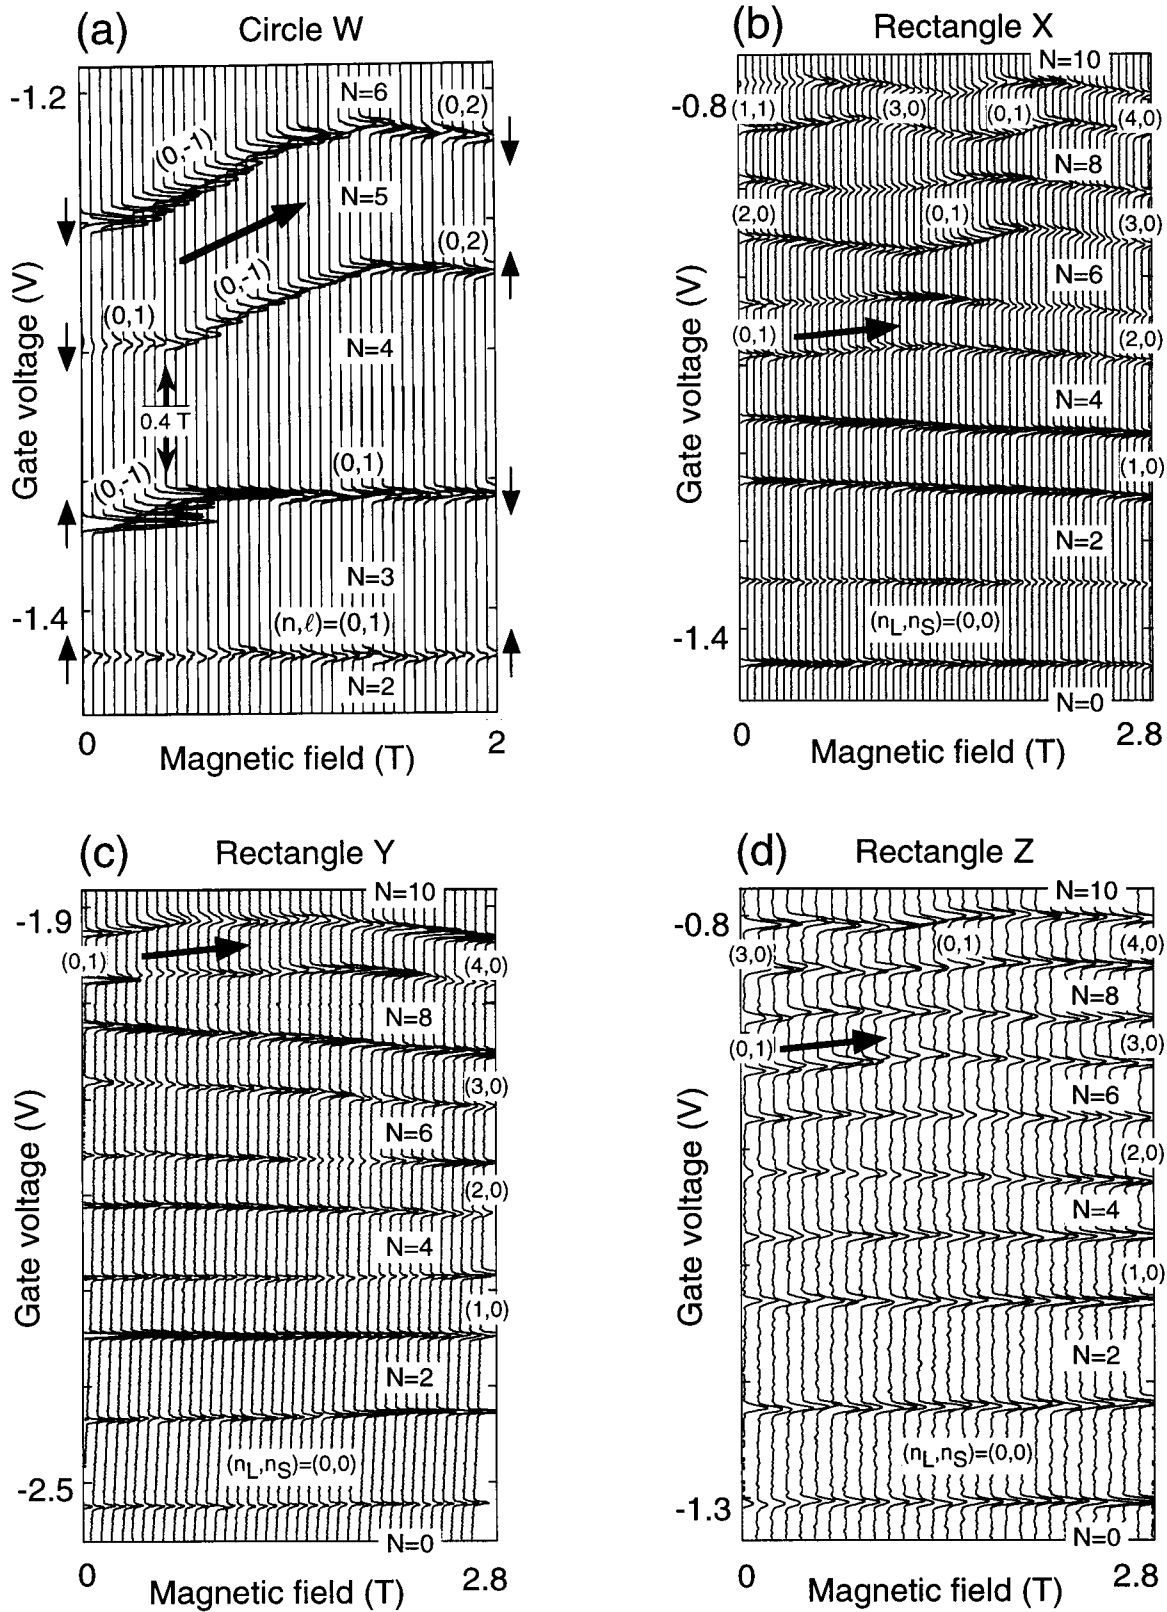 (a) Circle W
-1.2
N=6
(0,2)
(0,-1)
N=5
(0,2)
(0,-1)
(0,1)
N=4
0.4 T
(0,1)
(0,-1)
N=3
-1.4
(n,ℓ)=(0,1)
N=2
0 2
Magnetic field (T)
Gate voltage (V)
(b) Rectangle X
N=10
-0.8
(1,1) (3,0) (0,1) (4,0)
N=8
(2,0) (0,1) (3,0)
N=6
(0,1) (2,0)
N=4
(1,0)
N=2
-1.4
(nL,nS)=(0,0)
N=0
0 2.8
Magnetic field (T)
Gate voltage (V)
(c) Rectangle Y
N=10
-1.9
(0,1) (4,0)
N=8
(3,0)
N=6
(2,0)
N=4
(1,0)
N=2
(nL,nS)=(0,0)
-2.5
N=0
0 2.8
Magnetic field (T)
Gate voltage (V)
(d) Rectangle Z
N=10
-0.8
(3,0) (0,1) (4,0)
N=8
(0,1) (3,0)
N=6
(2,0)
N=4
(1,0)
N=2
(nL,nS)=(0,0)
-1.3
N=0
0 2.8
Magnetic field (T)
Gate voltage (V)